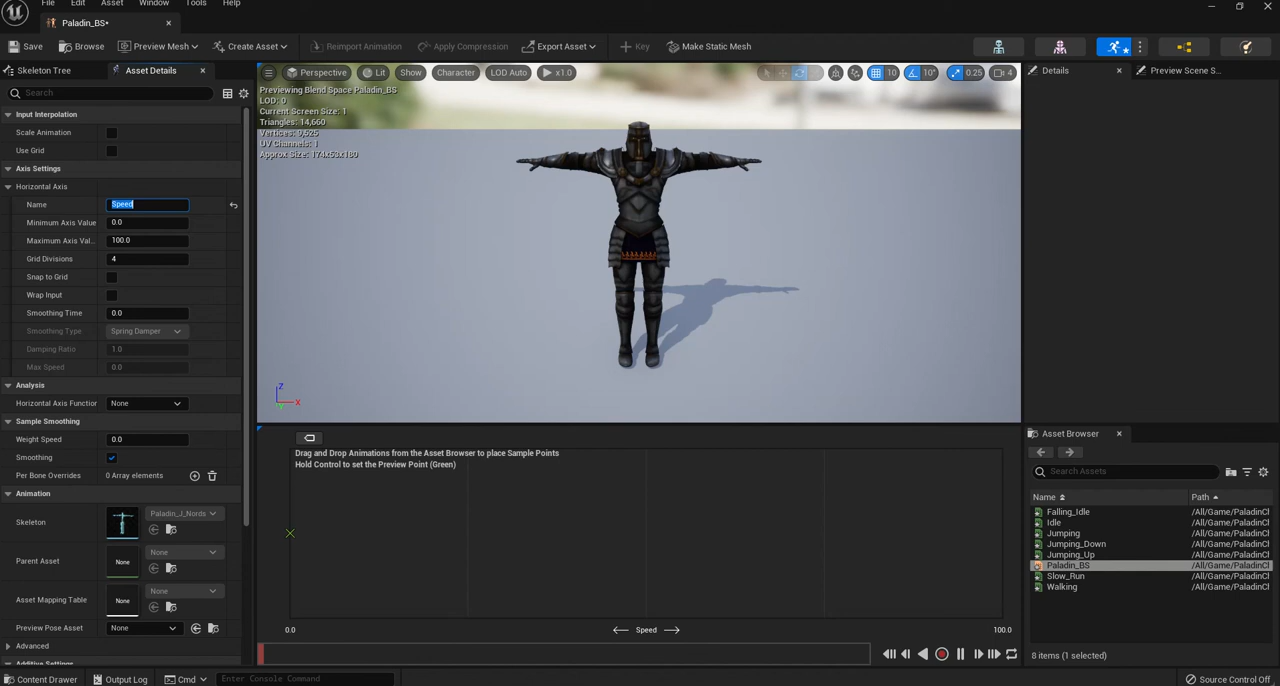 File Edit Asset Window Tools Help
Paladin_BS•
Save Browse Preview Mesh Create Asset Reimport Animation Apply Compression Export Asset Key Make Static Mesh
Skeleton Tree Asset Details
Search
Input Interpolation
Scale Animation
Use Grid
Axis Settings
Horizontal Axis
Name Speed
Minimum Axis Value 0.0
Maximum Axis Val... 100.0
Grid Divisions 4
Snap to Grid
Wrap Input
Smoothing Time 0.0
Smoothing Type Spring Damper
Damping Ratio 1.0
Max Speed 0.0
Analysis
Horizontal Axis Function None
Sample Smoothing
Weight Speed 0.0
Smoothing
Per Bone Overrides 0 Array elements
Animation
Skeleton Paladin_J_Nords
Parent Asset None None
Asset Mapping Table None None
Preview Pose Asset None
Advanced
Additive Settings
Perspective Lit Show Character LOD Auto x1.0 10 10° 0.25 4
Previewing Blend Space Paladin_BS
LOD: 0
Current Screen Size: 1
Triangles: 14,660
Vertices: 9,525
UV Channels: 1
Approx Size: 174x53x180
Z
X
Drag and Drop Animations from the Asset Browser to place Sample Points
Hold Control to set the Preview Point (Green)
0.0 Speed 100.0
Details Preview Scene S...
Asset Browser
Search Assets
Name Path
Falling_Idle /All/Game/PaladinCl
Idle /All/Game/PaladinCl
Jumping /All/Game/PaladinCl
Jumping_Down /All/Game/PaladinCl
Jumping_Up /All/Game/PaladinCl
Paladin_BS /All/Game/PaladinCl
Slow_Run /All/Game/PaladinCl
Walking /All/Game/PaladinCl
8 items (1 selected)
Content Drawer Output Log Cmd Enter Console Command Source Control Off